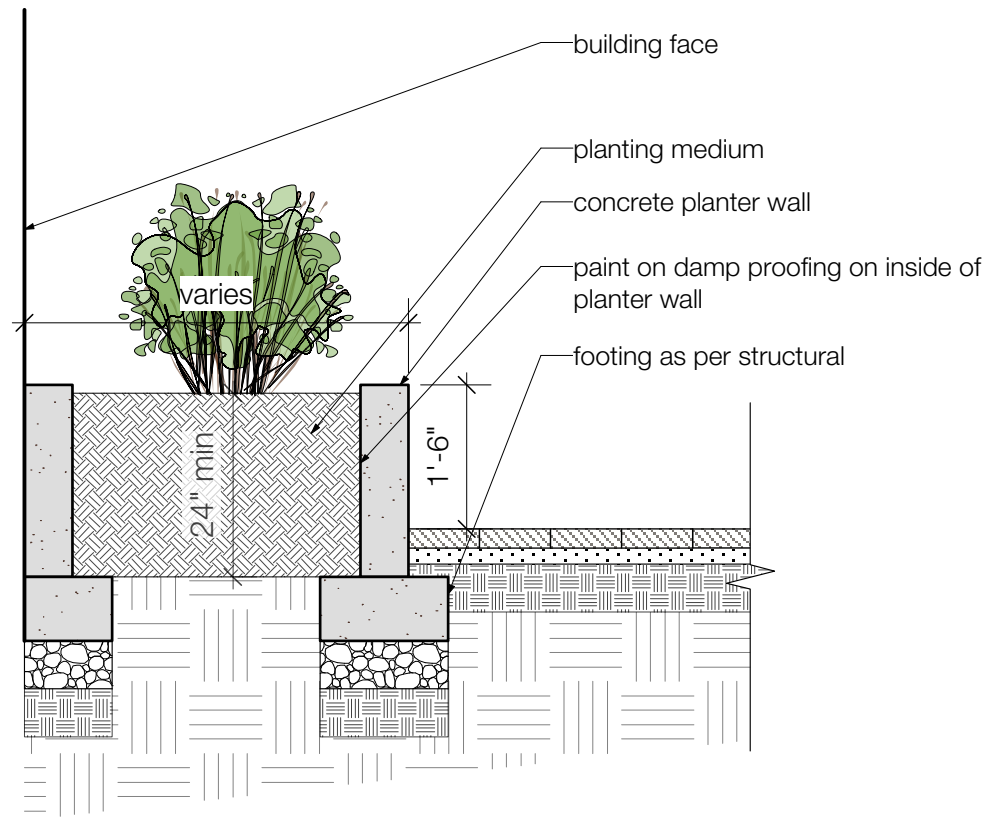 building face
planting medium
concrete planter wall
paint on damp proofing on inside of
planter wall
footing as per structural
varies
24" min
1'-6"